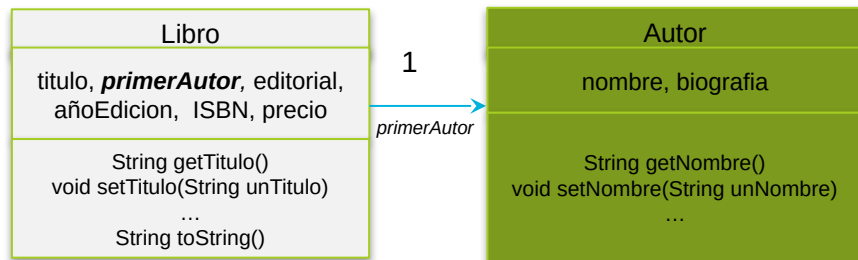 Libro
titulo, primerAutor, editorial,
añoEdicion, ISBN, precio
String getTitulo()
void setTitulo(String unTitulo)
…
String toString()
1
primerAutor
Autor
nombre, biografia
String getNombre()
void setNombre(String unNombre)
…